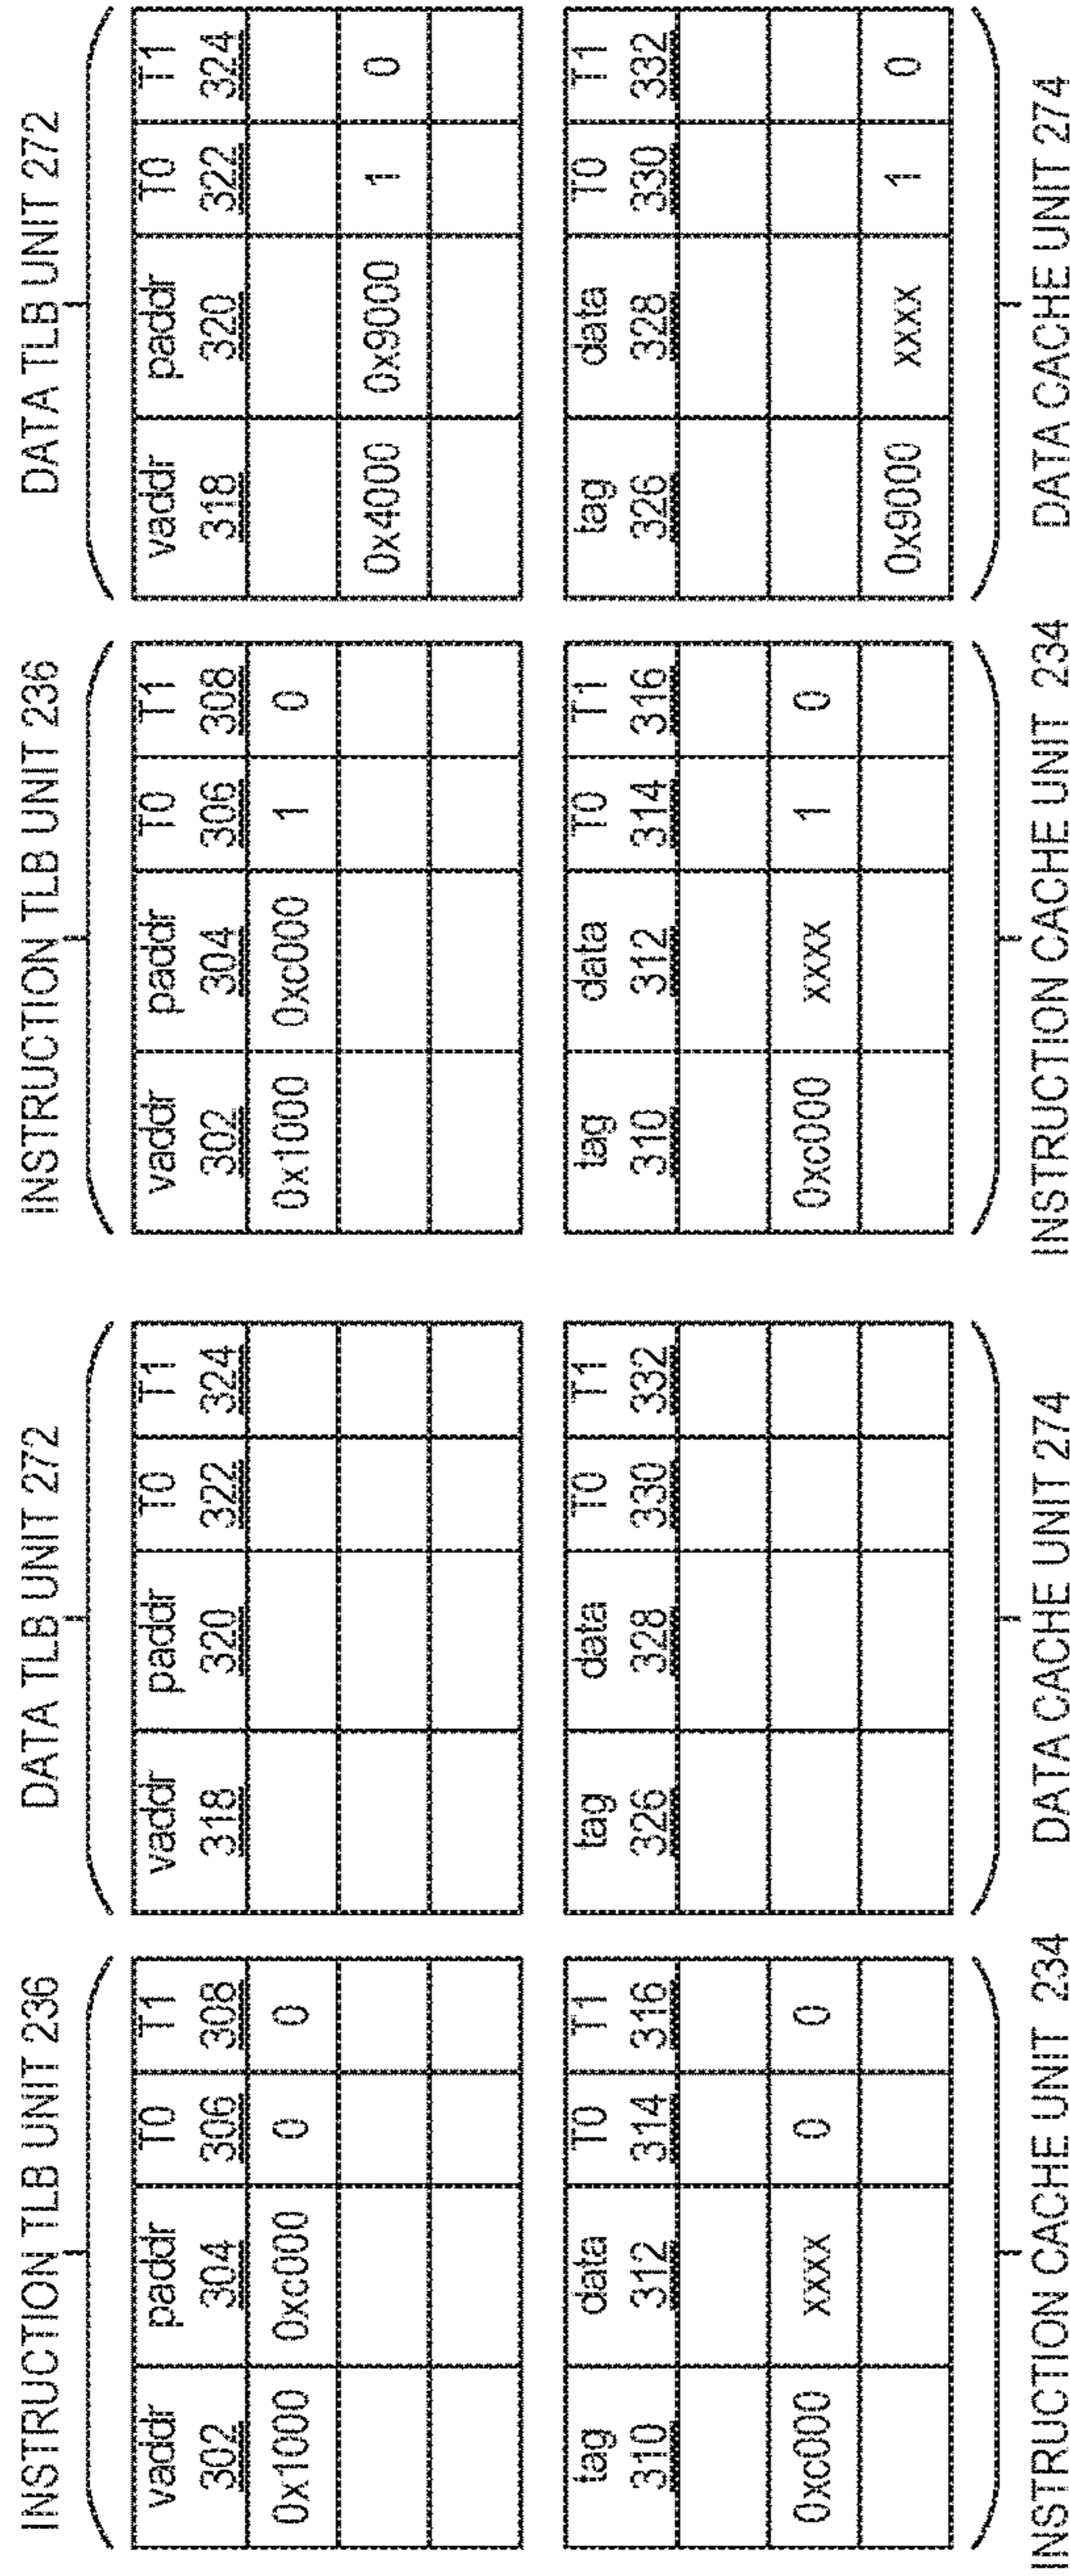 INSTRUCTION TLB UNIT 236
vaddr 302 paddr 304 T0 306 T1 308
0x1000 0xc000 0 0
tag 310 data 312 T0 314 T1 316
0xc000 xxxx 0 0
INSTRUCTION CACHE UNIT 234
DATA TLB UNIT 272
vaddr 318 paddr 320 T0 322 T1 324
tag 326 data 328 T0 330 T1 332
DATA CACHE UNIT 274
INSTRUCTION TLB UNIT 236
vaddr 302 paddr 304 T0 306 T1 308
0x1000 0xc000 1 0
tag 310 data 312 T0 314 T1 316
0xc000 xxxx 1 0
INSTRUCTION CACHE UNIT 234
DATA TLB UNIT 272
vaddr 318 paddr 320 T0 322 T1 324
0x4000 0x9000 1 0
tag 326 data 328 T0 330 T1 332
0x9000 xxxx 1 0
DATA CACHE UNIT 274